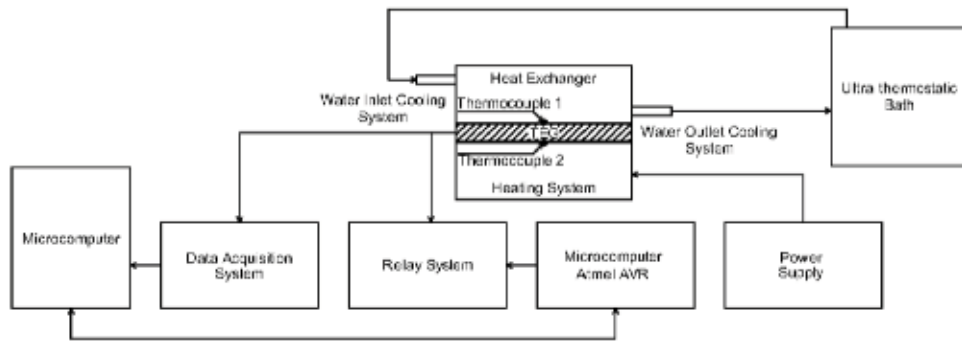 Heat Exchanger
Ultra thermostatic
Bath
Water Inlet Cooling
System
Thermocouple 1
TEG
Water Outlet Cooling
System
Thermocouple 2
Heating System
Microcomputer
Data Acquisition
System
Relay System
Microcomputer
Atmel AVR
Power
Supply